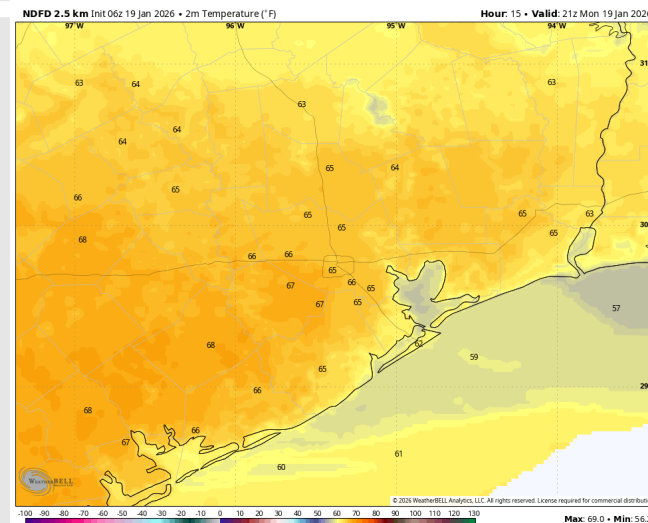 NDFD 2.5 km Init 06z 19 Jan 2026 • 2m Temperature (°F)
Hour: 15 • Valid: 21z Mon 19 Jan 2026
97°W 96°W 95°W 94°W
31
63 64 63 63
64 64
65 64
65
66 65 65 63
68 65 65
30
66 66 65
67 66 65
67 65
57
68 62 59
65
29
66
68 66
67
61
60
WEATHERBELL
© 2026 WeatherBELL Analytics, LLC. All rights reserved. License required for commercial distributi
-100 -90 -80 -70 -60 -50 -40 -30 -20 -10 0 10 20 30 40 50 60 70 80 90 100 110 120 130
Max: 69.0 • Min: 56.